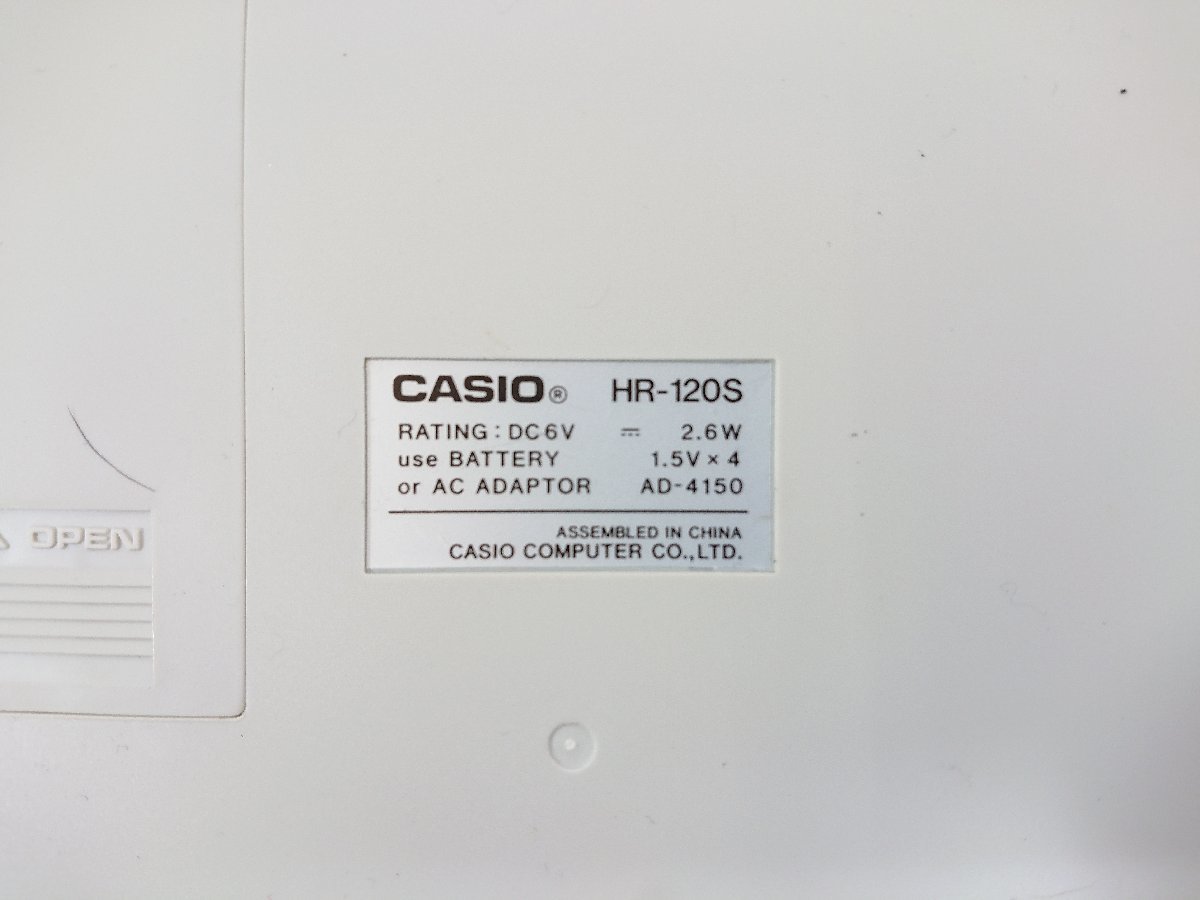 CASIO® HR-120S
RATING : DC6V ⎓ 2.6W
use BATTERY 1.5V × 4
or AC ADAPTOR AD-4150
ASSEMBLED IN CHINA
CASIO COMPUTER CO.,LTD.
OPEN